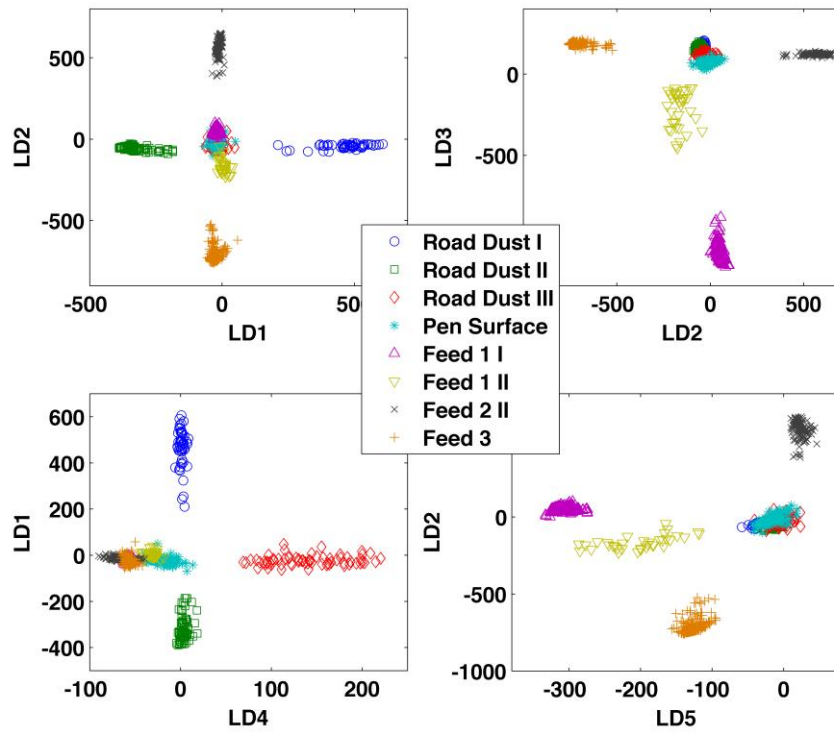 500
0
-500
LD2
-500
0
50
LD1
0
-500
LD3
-500
0
500
LD2
Road Dust I
Road Dust II
Road Dust III
Pen Surface
Feed 1 I
Feed 1 II
Feed 2 II
Feed 3
600
400
200
0
-200
-400
LD1
-100
0
100
200
LD4
500
0
-500
-1000
LD2
-300
-200
-100
0
LD5